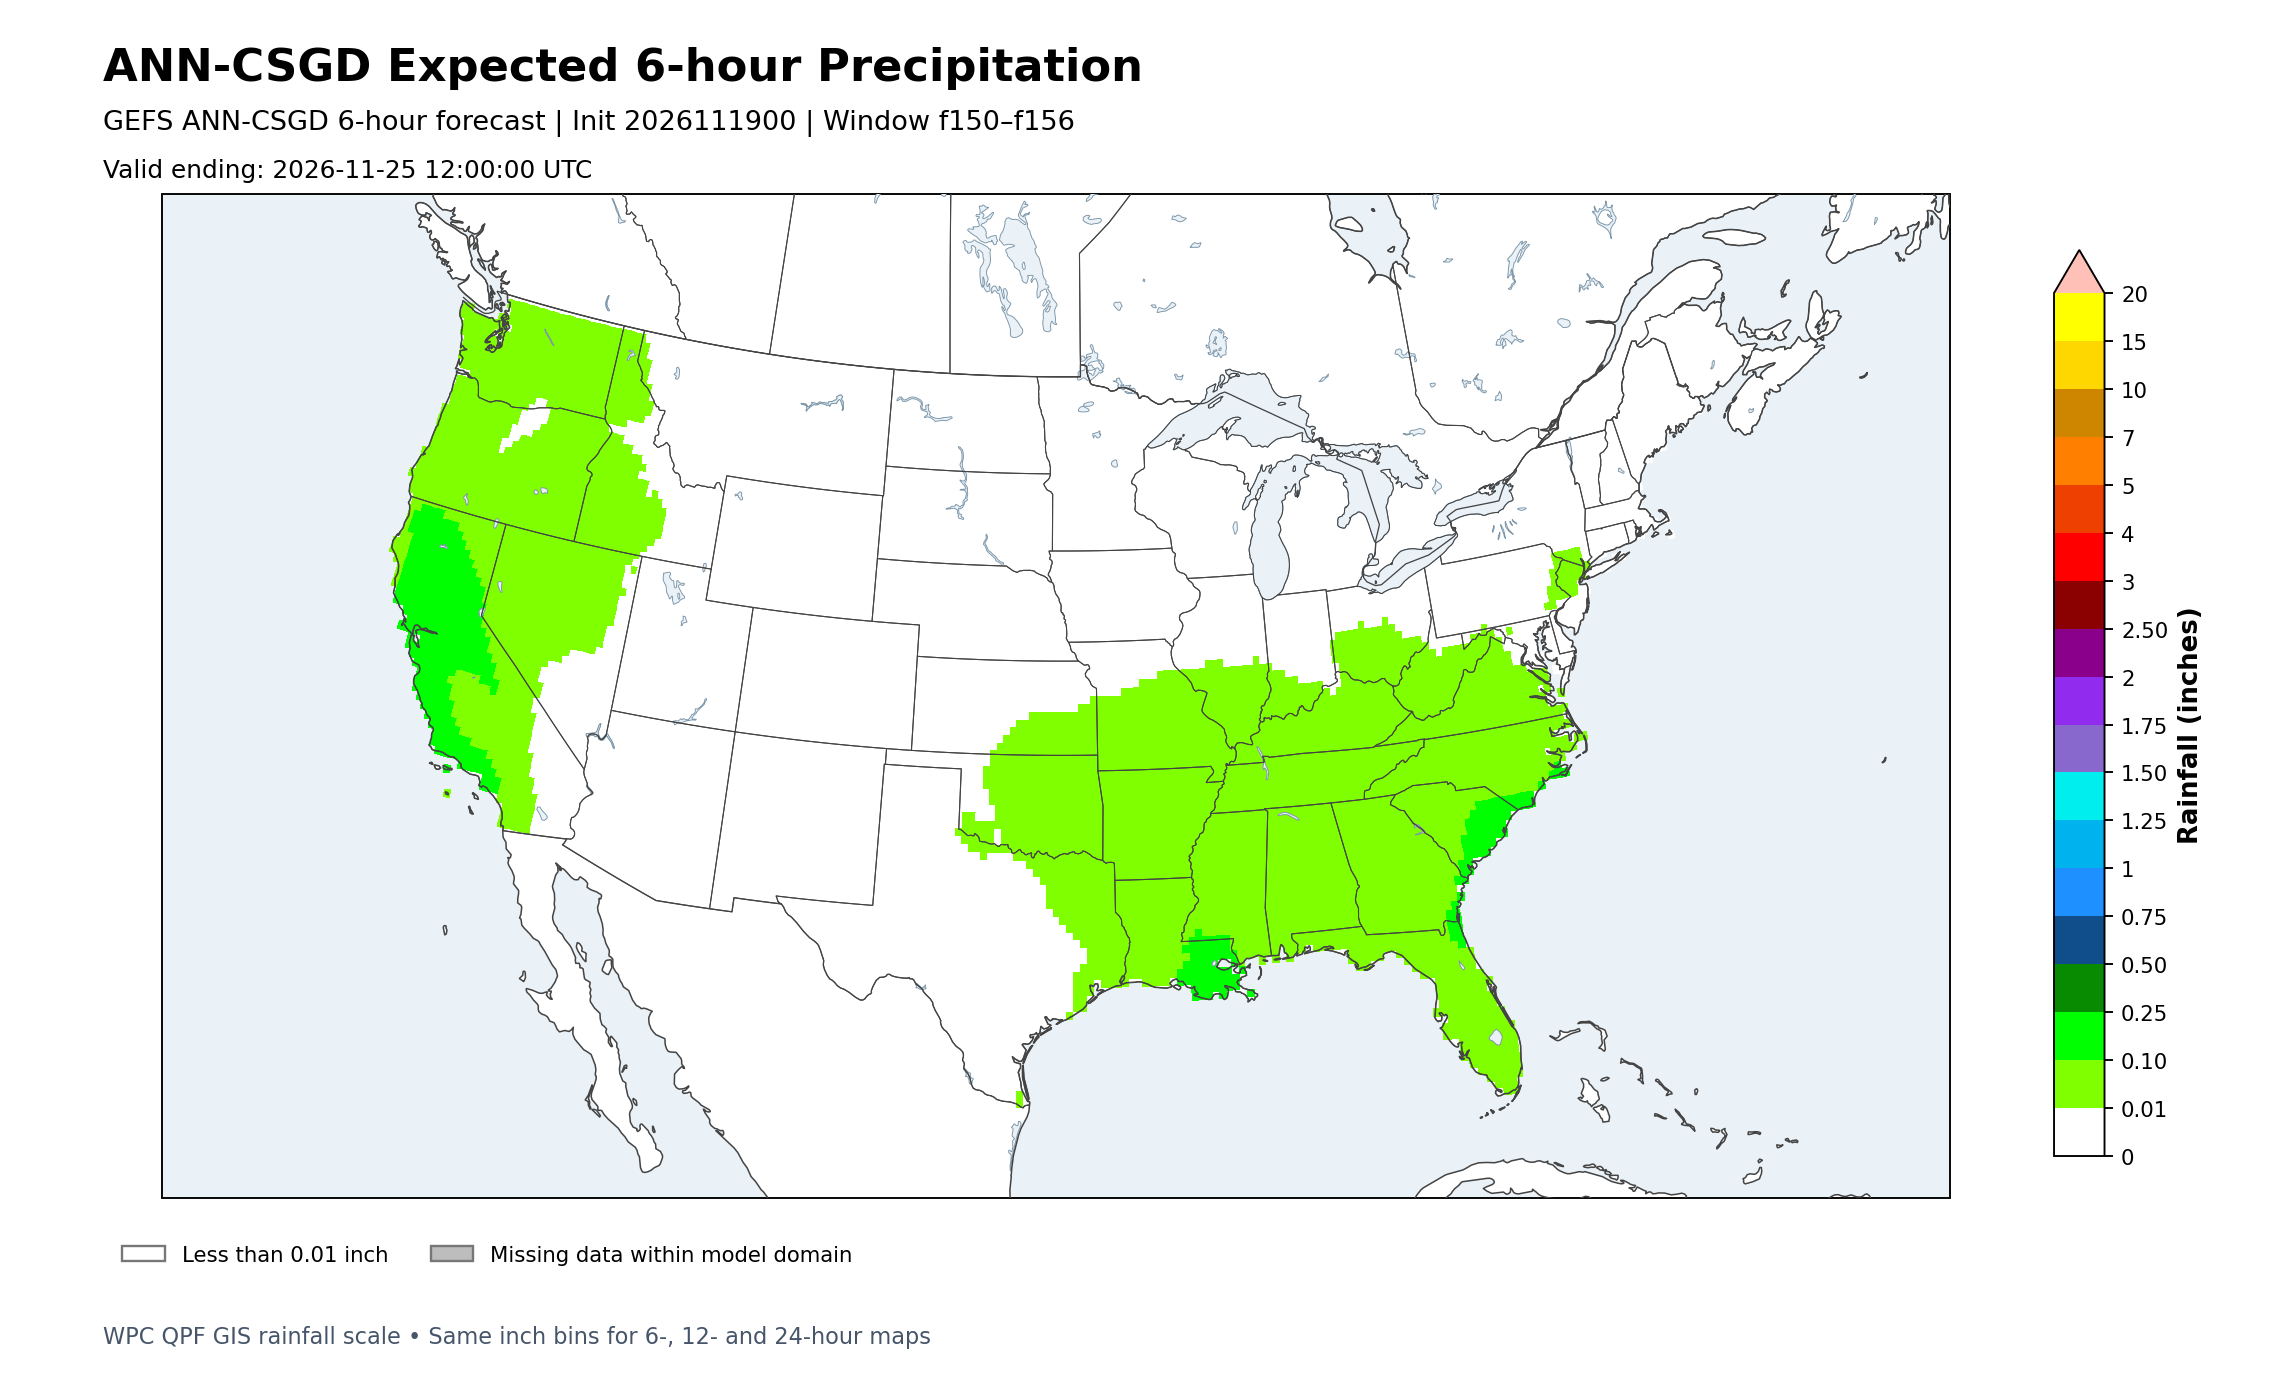 ANN-CSGD Expected 6-hour Precipitation
GEFS ANN-CSGD 6-hour forecast | Init 2026111900 | Window f150–f156
Valid ending: 2026-11-25 12:00:00 UTC
20
15
10
7
5
4
3
2.50
2
1.75
1.50
1.25
1
0.75
0.50
0.25
0.10
0.01
0
Rainfall (inches)
Less than 0.01 inch
Missing data within model domain
WPC QPF GIS rainfall scale • Same inch bins for 6-, 12- and 24-hour maps